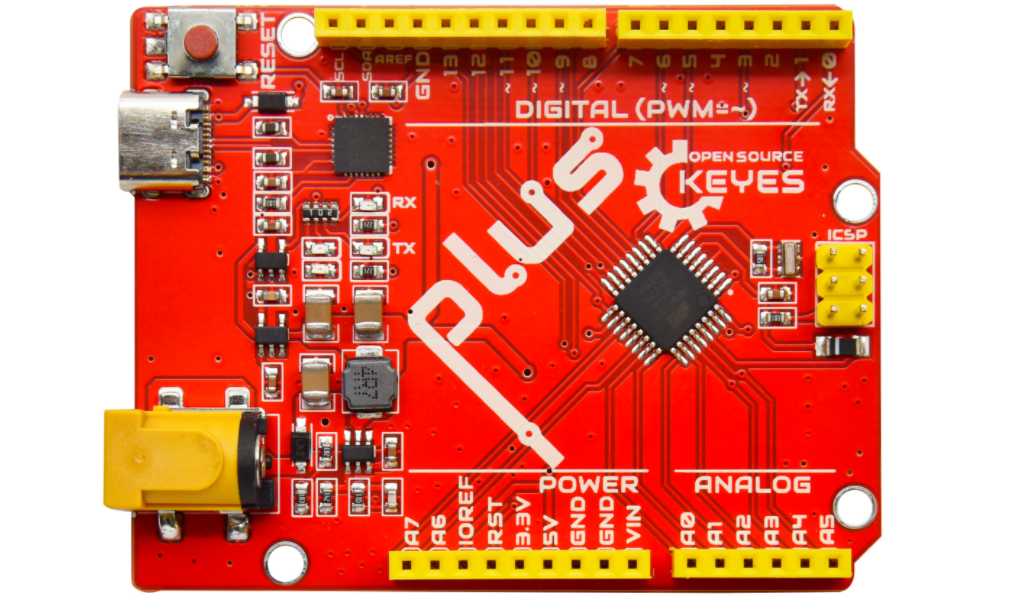 RESET
SCL
SDA
AREF
GND
13
12
~11
~10
~9
8
7
~6
~5
4
~3
2
TX→1
RX←0
DIGITAL (PWM=~)
OPEN SOURCE
KEYES
plus
RX
TX
ICSP
POWER
ANALOG
A7
A6
IOREF
RST
3.3V
5V
GND
GND
VIN
A0
A1
A2
A3
A4
A5